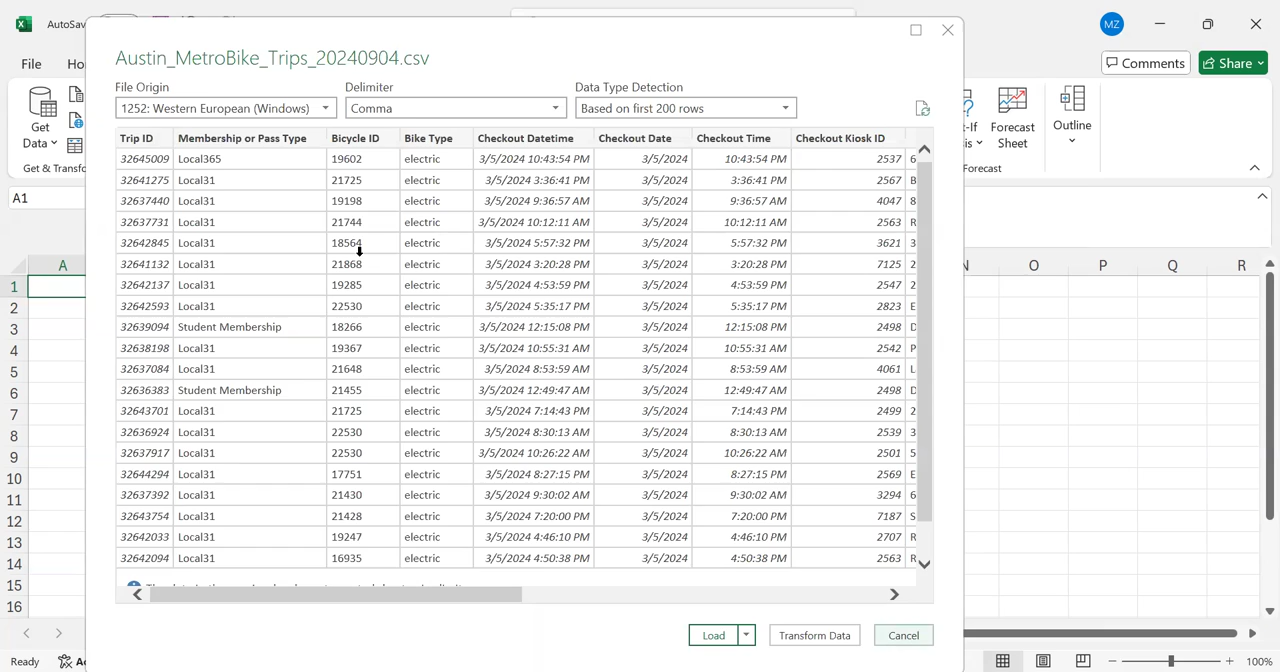 AutoSav
MZ
File
Ho
Comments
Share
Austin_MetroBike_Trips_20240904.csv
File Origin
Delimiter
Data Type Detection
1252: Western European (Windows)
Comma
Based on first 200 rows
Get
Data
Get & Transfo
t-If
is
Forecast
Sheet
Outline
Forecast
A1
Trip ID Membership or Pass Type Bicycle ID Bike Type Checkout Datetime Checkout Date Checkout Time Checkout Kiosk ID
32645009 Local365 19602 electric 3/5/2024 10:43:54 PM 3/5/2024 10:43:54 PM 2537 6
32641275 Local31 21725 electric 3/5/2024 3:36:41 PM 3/5/2024 3:36:41 PM 2567 B
32637440 Local31 19198 electric 3/5/2024 9:36:57 AM 3/5/2024 9:36:57 AM 4047 8
32637731 Local31 21744 electric 3/5/2024 10:12:11 AM 3/5/2024 10:12:11 AM 2563 R
32642845 Local31 18564 electric 3/5/2024 5:57:32 PM 3/5/2024 5:57:32 PM 3621 3
32641132 Local31 21868 electric 3/5/2024 3:20:28 PM 3/5/2024 3:20:28 PM 7125 2
32642137 Local31 19285 electric 3/5/2024 4:53:59 PM 3/5/2024 4:53:59 PM 2547 2
32642593 Local31 22530 electric 3/5/2024 5:35:17 PM 3/5/2024 5:35:17 PM 2823 E
32639094 Student Membership 18266 electric 3/5/2024 12:15:08 PM 3/5/2024 12:15:08 PM 2498 D
32638198 Local31 19367 electric 3/5/2024 10:55:31 AM 3/5/2024 10:55:31 AM 2542 P
32637084 Local31 21648 electric 3/5/2024 8:53:59 AM 3/5/2024 8:53:59 AM 4061 L
32636383 Student Membership 21455 electric 3/5/2024 12:49:47 AM 3/5/2024 12:49:47 AM 2498 D
32643701 Local31 21725 electric 3/5/2024 7:14:43 PM 3/5/2024 7:14:43 PM 2499 2
32636924 Local31 22530 electric 3/5/2024 8:30:13 AM 3/5/2024 8:30:13 AM 2539 3
32637917 Local31 22530 electric 3/5/2024 10:26:22 AM 3/5/2024 10:26:22 AM 2501 5
32644294 Local31 17751 electric 3/5/2024 8:27:15 PM 3/5/2024 8:27:15 PM 2569 E
32637392 Local31 21430 electric 3/5/2024 9:30:02 AM 3/5/2024 9:30:02 AM 3294 6
32643754 Local31 21428 electric 3/5/2024 7:20:00 PM 3/5/2024 7:20:00 PM 7187 S
32642033 Local31 19247 electric 3/5/2024 4:46:10 PM 3/5/2024 4:46:10 PM 2707 R
32642094 Local31 16935 electric 3/5/2024 4:50:38 PM 3/5/2024 4:50:38 PM 2563 R
A N O P Q R
1
2
3
4
5
6
7
8
9
10
11
12
13
14
15
16
Load
Transform Data
Cancel
Ready
Ac
100%